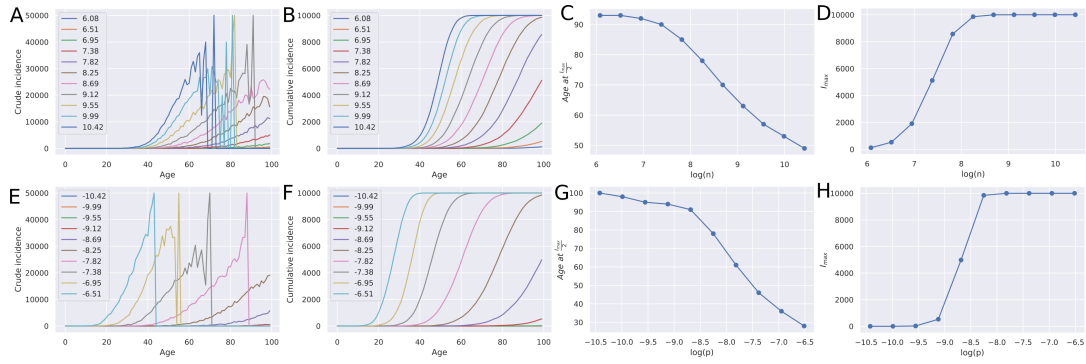 A
Crude incidence
50000
40000
30000
20000
10000
0
6.08
6.51
6.95
7.38
7.82
8.25
8.69
9.12
9.55
9.99
10.42
0 20 40 60 80 100
Age
B
Cumulative incidence
10000
8000
6000
4000
2000
0
6.08
6.51
6.95
7.38
7.82
8.25
8.69
9.12
9.55
9.99
10.42
0 20 40 60 80 100
Age
C
Age at Imax/2
90
80
70
60
50
6 7 8 9 10
log(n)
D
Imax
10000
8000
6000
4000
2000
0
6 7 8 9 10
log(n)
E
Crude incidence
50000
40000
30000
20000
10000
0
-10.42
-9.99
-9.55
-9.12
-8.69
-8.25
-7.82
-7.38
-6.95
-6.51
0 20 40 60 80 100
Age
F
Cumulative incidence
10000
8000
6000
4000
2000
0
-10.42
-9.99
-9.55
-9.12
-8.69
-8.25
-7.82
-7.38
-6.95
-6.51
0 20 40 60 80 100
Age
G
Age at Imax/2
100
90
80
70
60
50
40
30
−10.5 −10.0 −9.5 −9.0 −8.5 −8.0 −7.5 −7.0 −6.5
log(p)
H
Imax
10000
8000
6000
4000
2000
0
−10.5 −10.0 −9.5 −9.0 −8.5 −8.0 −7.5 −7.0 −6.5
log(p)